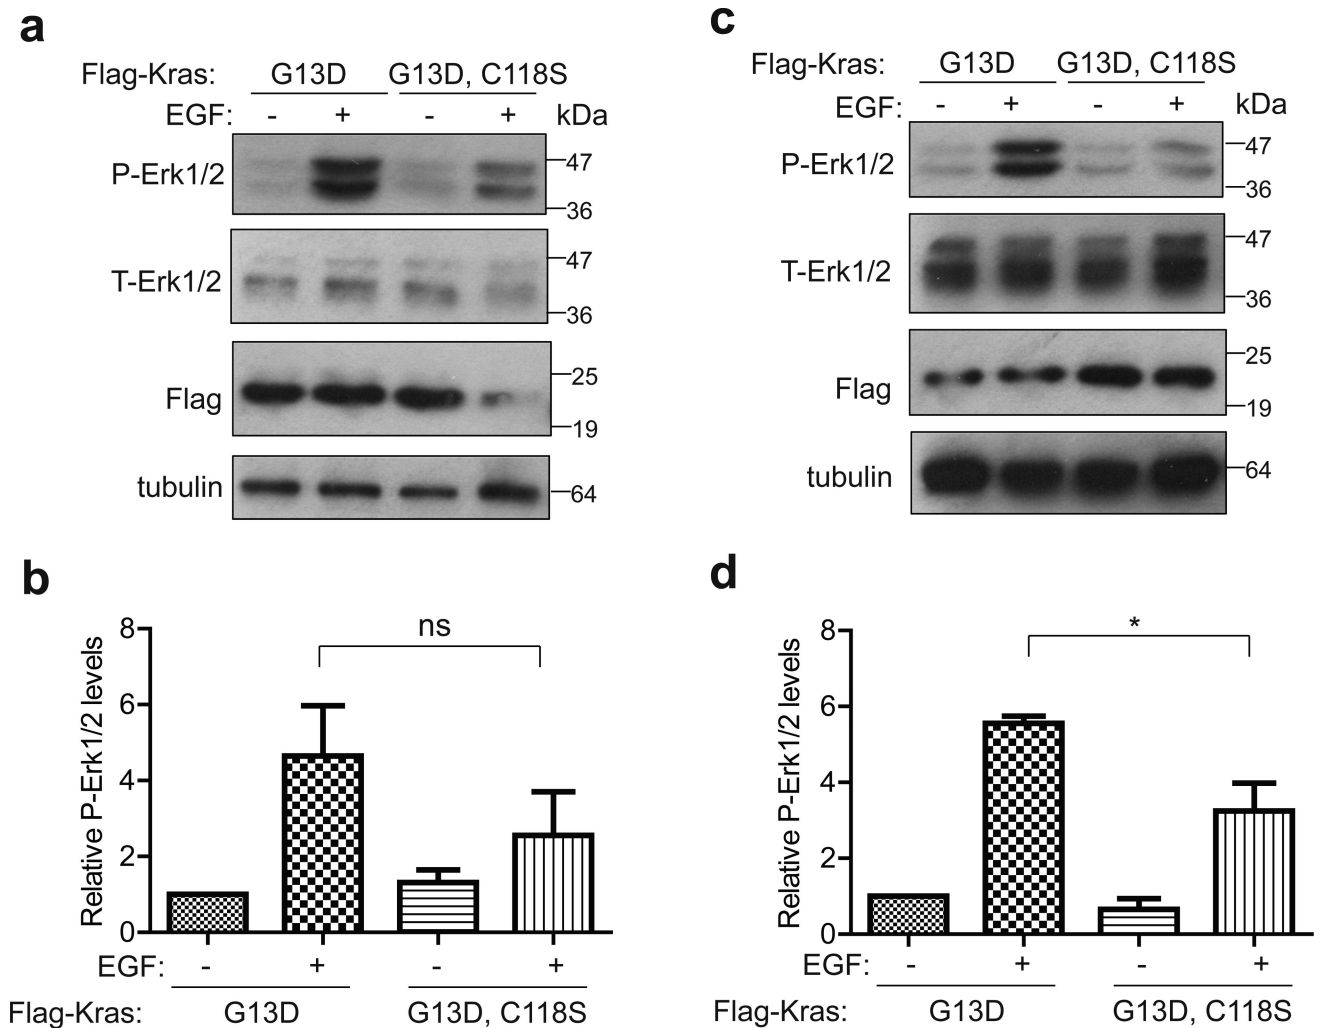 a
Flag-Kras: G13D G13D, C118S
EGF: - + - + kDa
P-Erk1/2 47
36
T-Erk1/2 47
36
Flag 25
19
tubulin 64
b
ns
Relative P-Erk1/2 levels
8
6
4
2
0
EGF: - + - +
Flag-Kras: G13D G13D, C118S
c
Flag-Kras: G13D G13D, C118S
EGF: - + - + kDa
P-Erk1/2 47
36
T-Erk1/2 47
36
Flag 25
19
tubulin 64
d
*
Relative P-Erk1/2 levels
8
6
4
2
0
EGF: - + - +
Flag-Kras: G13D G13D, C118S